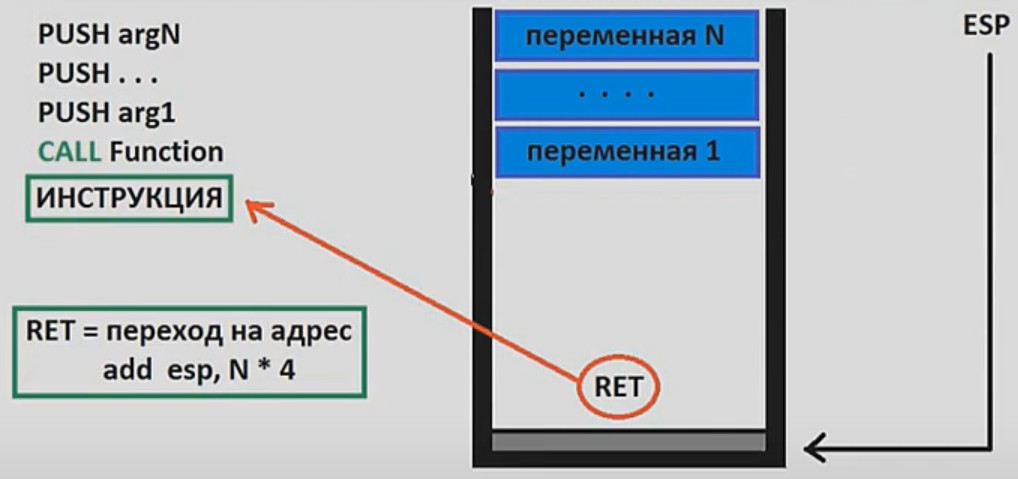 PUSH argN
PUSH . . .
PUSH arg1
CALL Function
ИНСТРУКЦИЯ
RET = переход на адрес
add esp, N * 4
переменная N
. . . .
переменная 1
RET
ESP